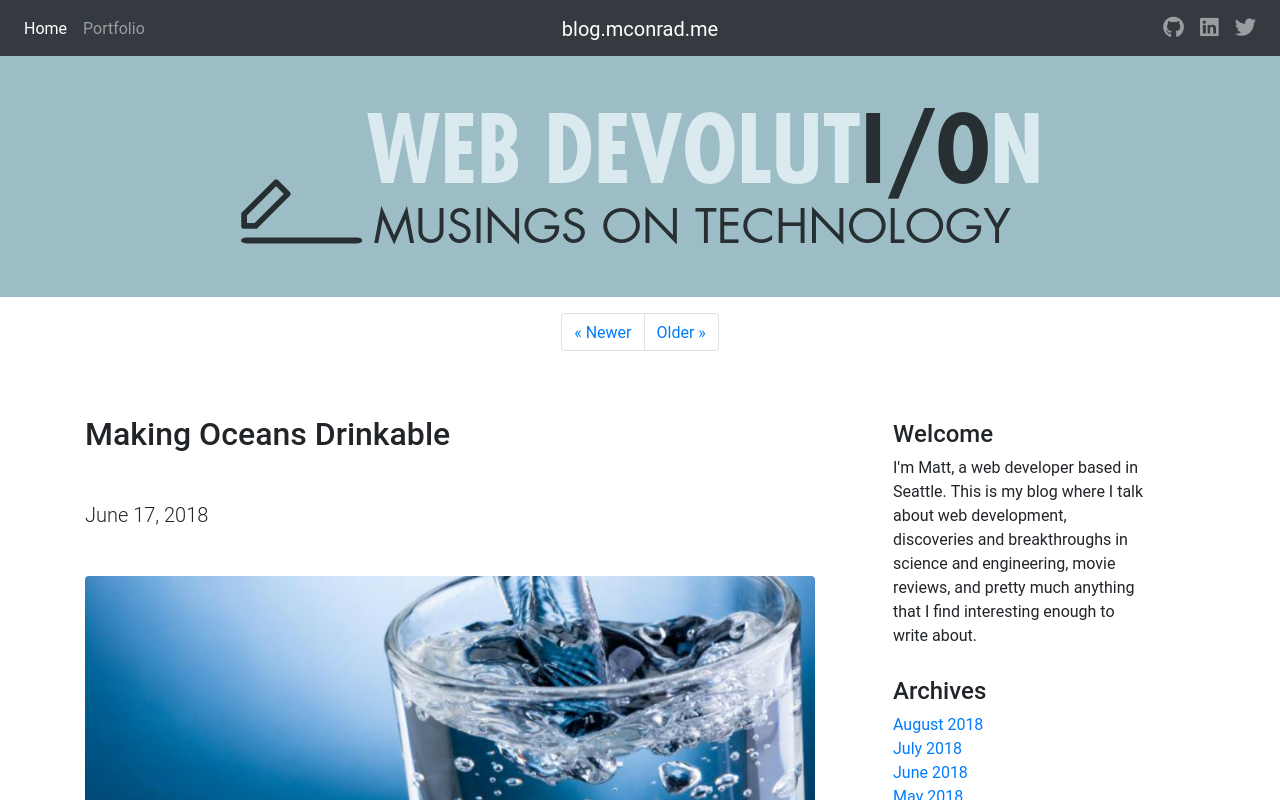 Home Portfolio blog.mconrad.me
WEB DEVOLUTI/ON
MUSINGS ON TECHNOLOGY
« Newer Older »
Making Oceans Drinkable
June 17, 2018
Welcome
I'm Matt, a web developer based in
Seattle. This is my blog where I talk
about web development,
discoveries and breakthroughs in
science and engineering, movie
reviews, and pretty much anything
that I find interesting enough to
write about.
Archives
August 2018
July 2018
June 2018
May 2018